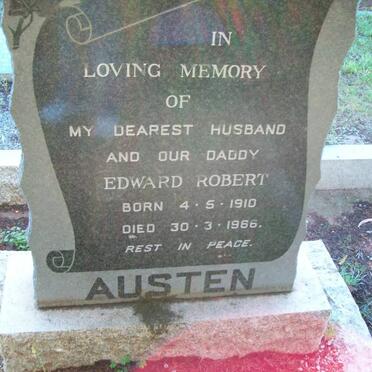 IN
LOVING MEMORY
OF
MY DEAREST HUSBAND
AND OUR DADDY
EDWARD ROBERT
BORN 4·5·1910
DIED 30·3·1966.
REST IN PEACE.
AUSTEN